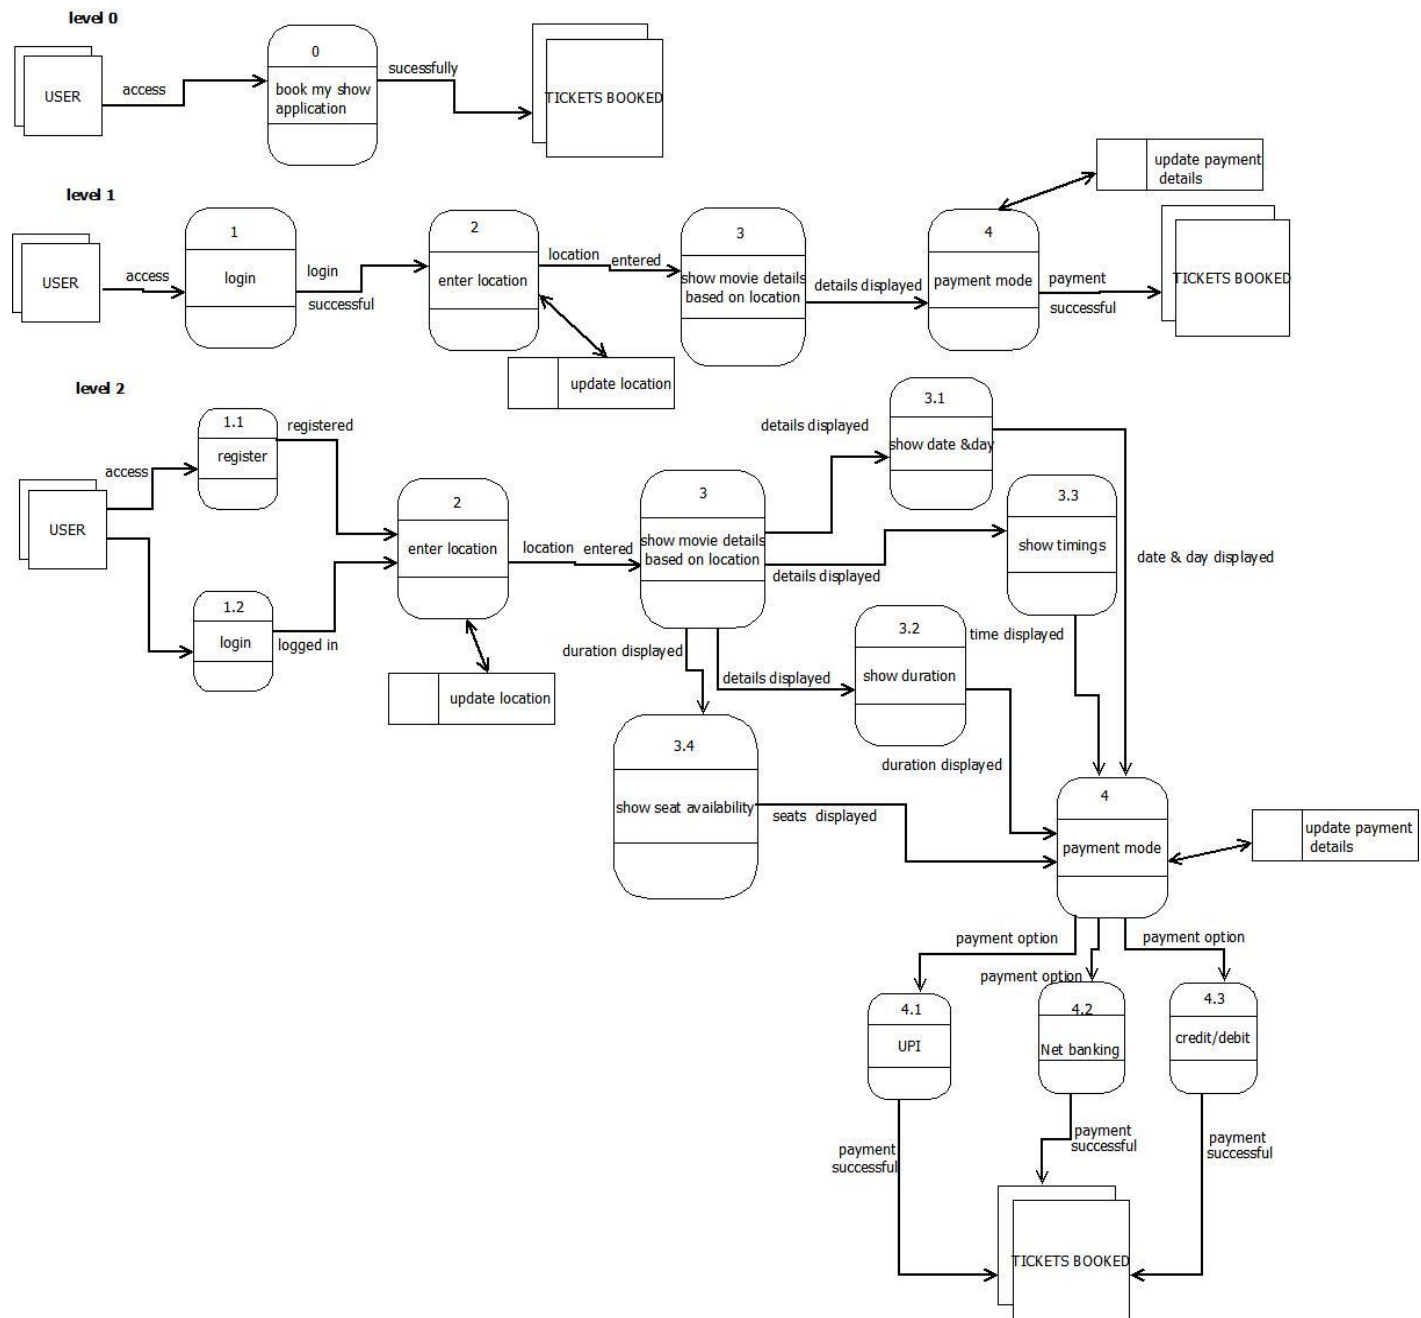 level 0
USER
access
0
book my show
application
sucessfully
TICKETS BOOKED
level 1
USER
access
1
login
login
successful
2
enter location
location entered
update location
3
show movie details
based on location
details displayed
4
payment mode
update payment
details
payment
successful
TICKETS BOOKED
level 2
USER
access
1.1
register
registered
1.2
login
logged in
2
enter location
update location
location entered
3
show movie details
based on location
details displayed
3.1
show date &day
date & day displayed
details displayed
3.3
show timings
time displayed
details displayed
3.2
show duration
duration displayed
duration displayed
3.4
show seat availability
seats displayed
4
payment mode
update payment
details
payment option
payment option
payment option
4.1
UPI
4.2
Net banking
4.3
credit/debit
payment
successful
payment
successful
payment
successful
TICKETS BOOKED